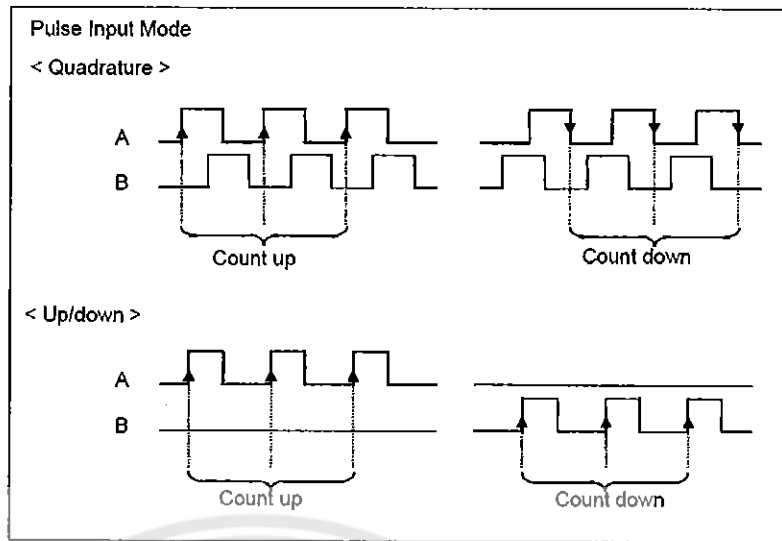 Pulse Input Mode
< Quadrature >
A
B
Count up
Count down
< Up/down >
A
B
Count up
Count down